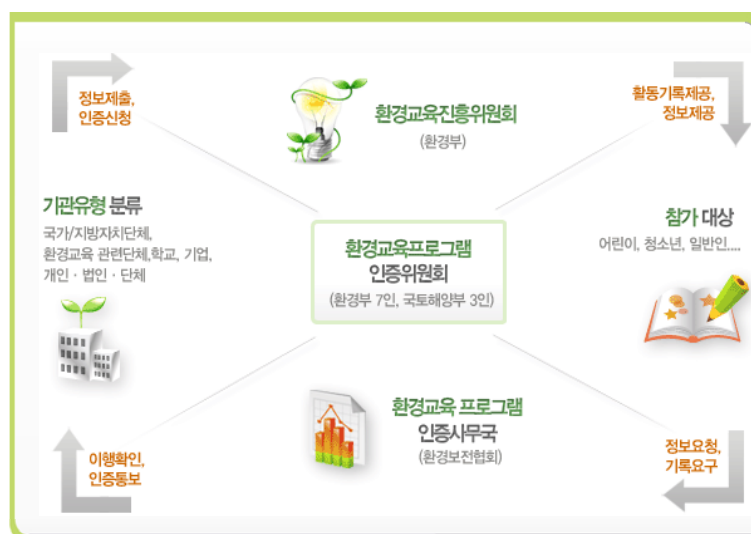 정보제출,
인증신청
환경교육진흥위원회
(환경부)
활동기록제공,
정보제공
기관유형 분류
국가/지방자치단체,
환경교육 관련단체,학교, 기업,
개인 · 법인 · 단체
환경교육프로그램
인증위원회
(환경부 7인, 국토해양부 3인)
참가 대상
어린이, 청소년, 일반인....
환경교육 프로그램
인증사무국
(환경보전협회)
이행확인,
인증통보
정보요청,
기록요구